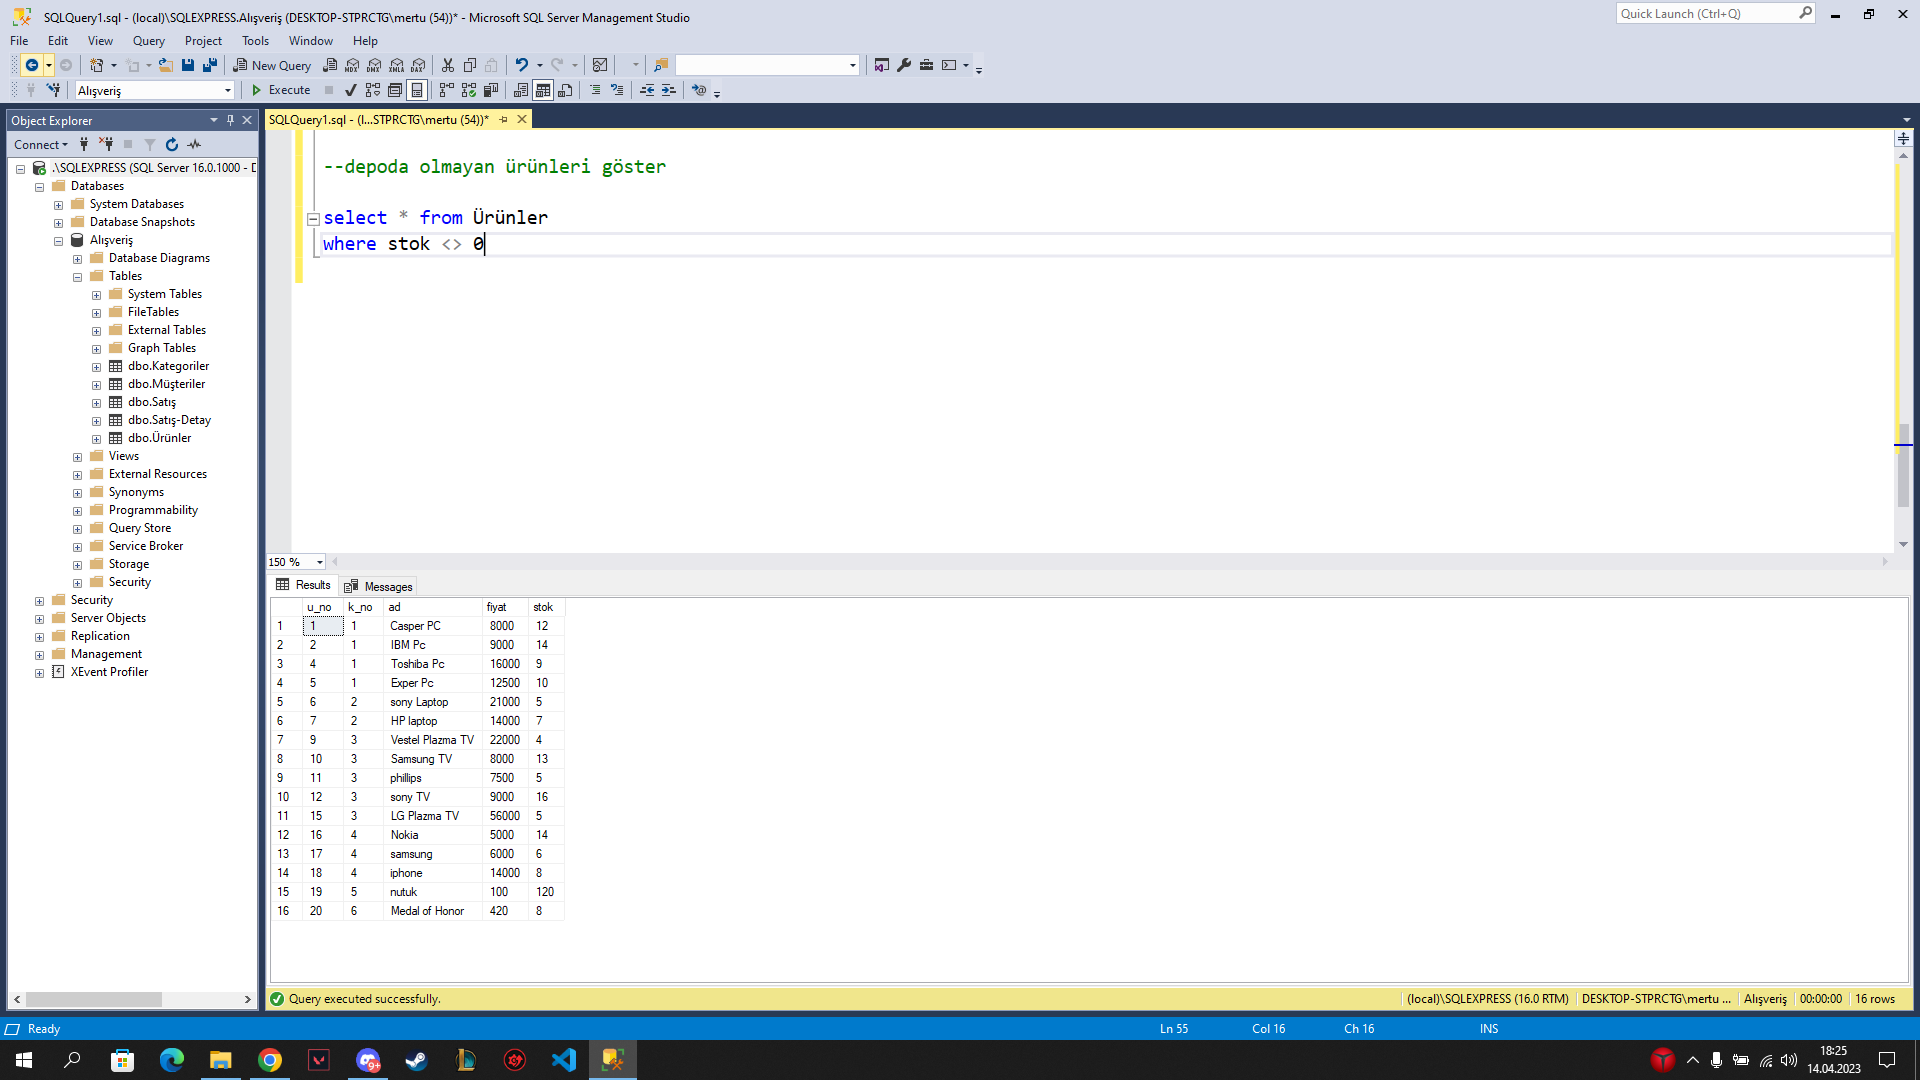 SQLQuery1.sql - (local)\SQLEXPRESS.Alışveriş (DESKTOP-STPRCTG\mertu (54))* - Microsoft SQL Server Management Studio
Quick Launch (Ctrl+Q)
File Edit View Query Project Tools Window Help
New Query
MDX DMX XMLA DAX
Alışveriş
Execute
Object Explorer
Connect
.\SQLEXPRESS (SQL Server 16.0.1000 - D
Databases
System Databases
Database Snapshots
Alışveriş
Database Diagrams
Tables
System Tables
FileTables
External Tables
Graph Tables
dbo.Kategoriler
dbo.Müşteriler
dbo.Satış
dbo.Satış-Detay
dbo.Ürünler
Views
External Resources
Synonyms
Programmability
Query Store
Service Broker
Storage
Security
Security
Server Objects
Replication
Management
XEvent Profiler
SQLQuery1.sql - (l...STPRCTG\mertu (54))*
--depoda olmayan ürünleri göster
select * from Ürünler
where stok <> 0
150 %
Results Messages
u_no k_no ad fiyat stok
1 1 1 Casper PC 8000 12
2 2 1 IBM Pc 9000 14
3 4 1 Toshiba Pc 16000 9
4 5 1 Exper Pc 12500 10
5 6 2 sony Laptop 21000 5
6 7 2 HP laptop 14000 7
7 9 3 Vestel Plazma TV 22000 4
8 10 3 Samsung TV 8000 13
9 11 3 phillips 7500 5
10 12 3 sony TV 9000 16
11 15 3 LG Plazma TV 56000 5
12 16 4 Nokia 5000 14
13 17 4 samsung 6000 6
14 18 4 iphone 14000 8
15 19 5 nutuk 100 120
16 20 6 Medal of Honor 420 8
Query executed successfully.
(local)\SQLEXPRESS (16.0 RTM) DESKTOP-STPRCTG\mertu ... Alışveriş 00:00:00 16 rows
Ready
Ln 55 Col 16 Ch 16 INS
9+
18:25
14.04.2023